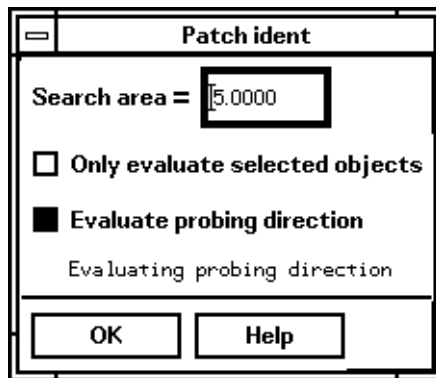 Patch ident
Search area = 5.0000
Only evaluate selected objects
Evaluate probing direction
Evaluating probing direction
OK Help